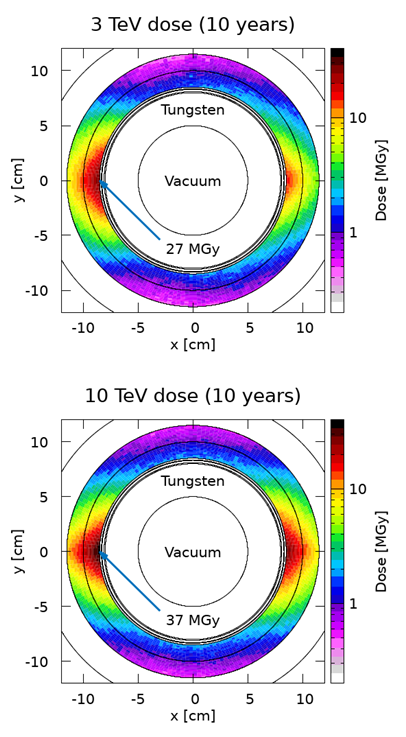 3 TeV dose (10 years)
10
5
0
-5
-10
y [cm]
Tungsten
Vacuum
27 MGy
-10 -5 0 5 10
x [cm]
10
1
Dose [MGy]
10 TeV dose (10 years)
10
5
0
-5
-10
y [cm]
Tungsten
Vacuum
37 MGy
-10 -5 0 5 10
x [cm]
10
1
Dose [MGy]